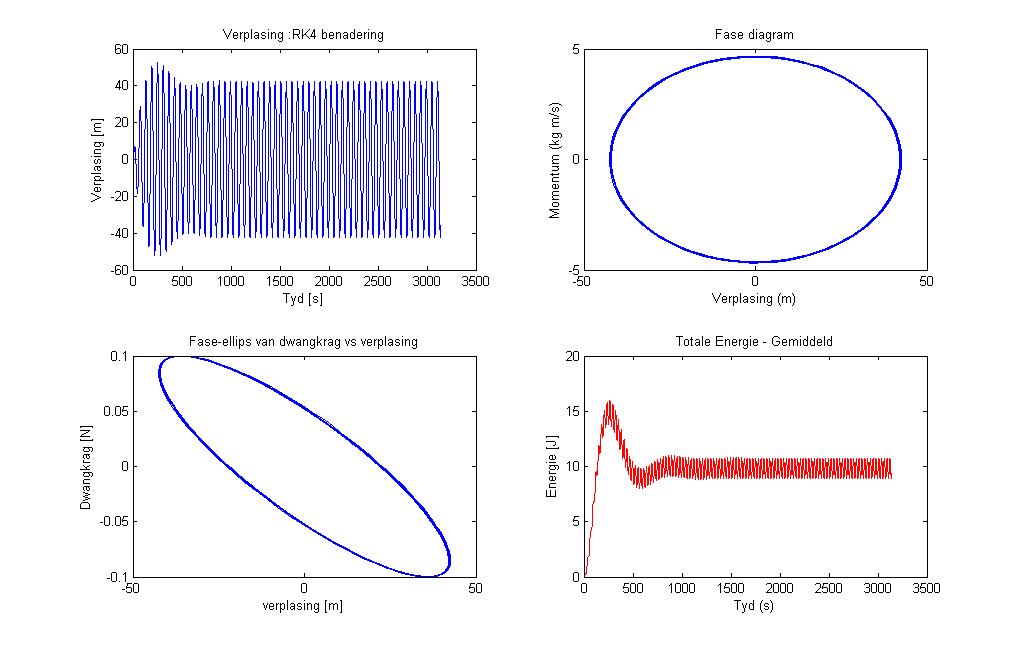 Verplasing :RK4 benadering
Verplasing [m]
60
40
20
0
-20
-40
-60
0 500 1000 1500 2000 2500 3000 3500
Tyd [s]
Fase diagram
Momentum (kg m/s)
5
0
-5
-50 0 50
Verplasing (m)
Fase-ellips van dwangkrag vs verplasing
Dwangkrag [N]
0.1
0.05
0
-0.05
-0.1
-50 0 50
verplasing [m]
Totale Energie - Gemiddeld
Energie [J]
20
15
10
5
0
0 500 1000 1500 2000 2500 3000 3500
Tyd (s)